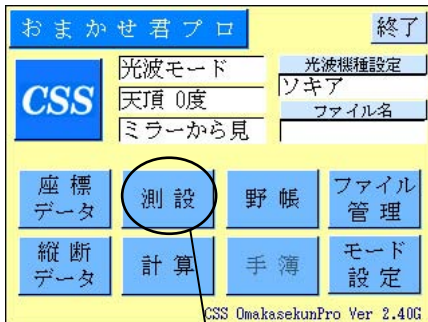 おまかせ君プロ
終了
CSS
光波モード
天頂 0度
ミラーから見
光波機種設定
ソキア
ファイル名
座標
データ
測設
野帳
ファイル
管理
縦断
データ
計算
手簿
モード
設定
CSS OmakasekunPro Ver 2.40G